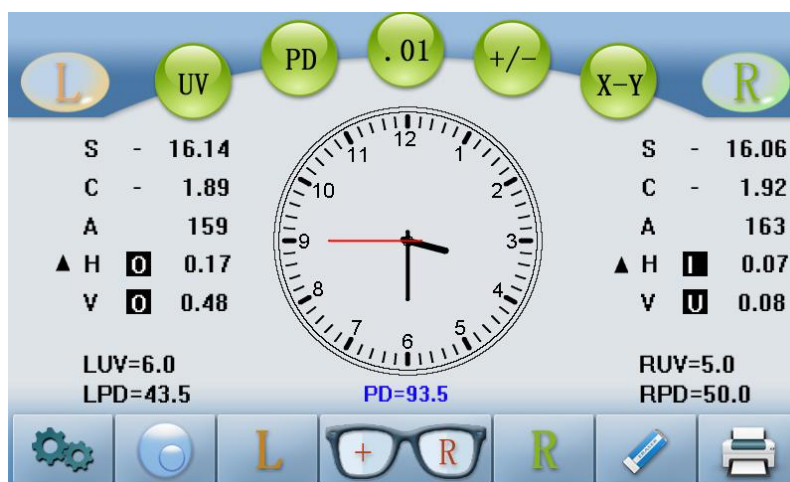 L UV PD .01 +/- X-Y R
S - 16.14
C - 1.89
A 159
▲ H O 0.17
V O 0.48
LUV=6.0
LPD=43.5
12
1
2
3
4
5
6
7
8
9
10
11
PD=93.5
S - 16.06
C - 1.92
A 163
▲ H I 0.07
V U 0.08
RUV=5.0
RPD=50.0
L + R R